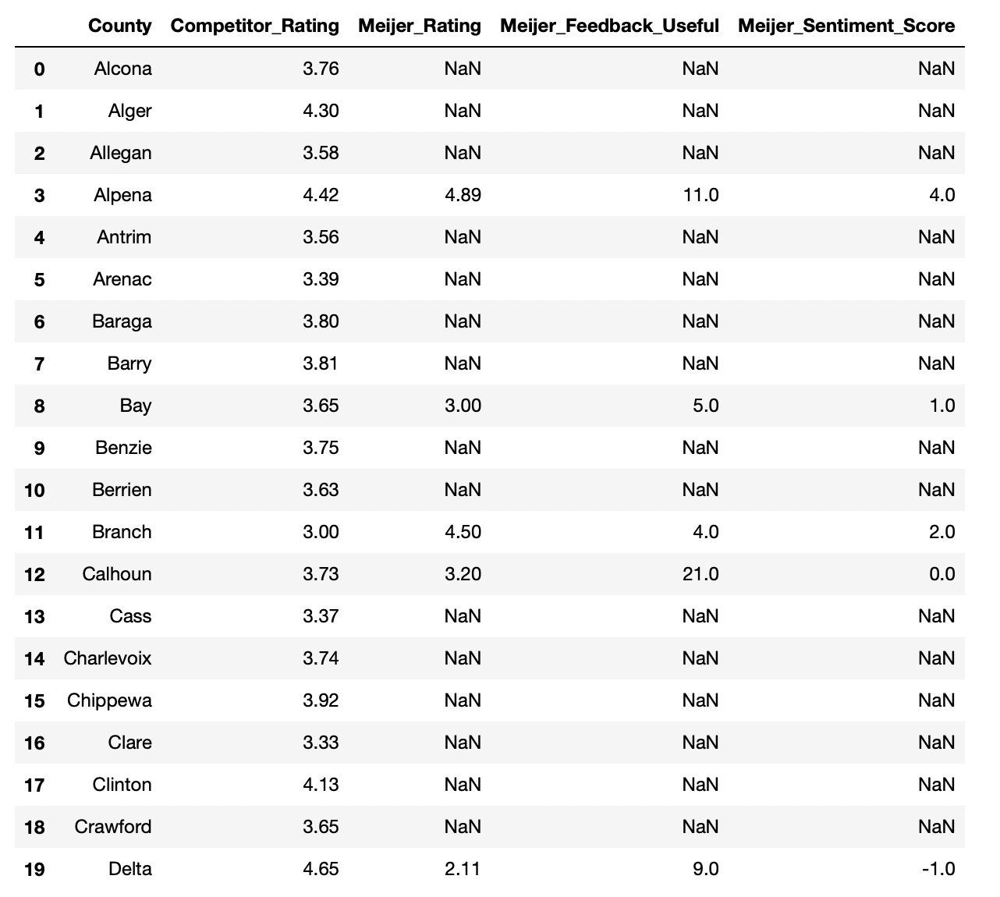 County Competitor_Rating Meijer_Rating Meijer_Feedback_Useful Meijer_Sentiment_Score
0 Alcona 3.76 NaN NaN NaN
1 Alger 4.30 NaN NaN NaN
2 Allegan 3.58 NaN NaN NaN
3 Alpena 4.42 4.89 11.0 4.0
4 Antrim 3.56 NaN NaN NaN
5 Arenac 3.39 NaN NaN NaN
6 Baraga 3.80 NaN NaN NaN
7 Barry 3.81 NaN NaN NaN
8 Bay 3.65 3.00 5.0 1.0
9 Benzie 3.75 NaN NaN NaN
10 Berrien 3.63 NaN NaN NaN
11 Branch 3.00 4.50 4.0 2.0
12 Calhoun 3.73 3.20 21.0 0.0
13 Cass 3.37 NaN NaN NaN
14 Charlevoix 3.74 NaN NaN NaN
15 Chippewa 3.92 NaN NaN NaN
16 Clare 3.33 NaN NaN NaN
17 Clinton 4.13 NaN NaN NaN
18 Crawford 3.65 NaN NaN NaN
19 Delta 4.65 2.11 9.0 -1.0